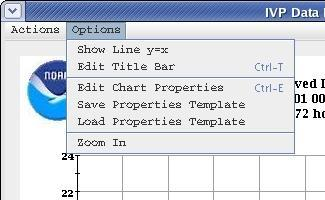 IVP Data
Actions Options
Show Line y=x
Edit Title Bar Ctrl-T
Edit Chart Properties Ctrl-E
Save Properties Template
Load Properties Template
Zoom In
24
22